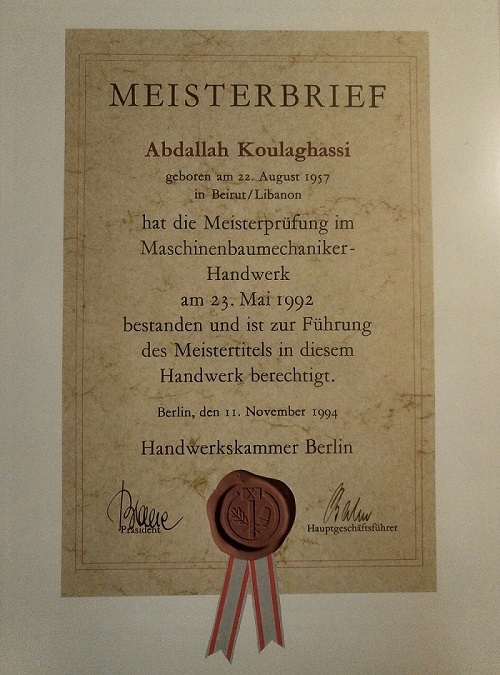 MEISTERBRIEF
Abdallah Koulaghassi
geboren am 22. August 1957
in Beirut/Libanon
hat die Meisterprüfung im
Maschinenbaumechaniker-
Handwerk
am 23. Mai 1992
bestanden und ist zur Führung
des Meistertitels in diesem
Handwerk berechtigt.
Berlin, den 11. November 1994
Handwerkskammer Berlin
Präsident
Hauptgeschäftsführer